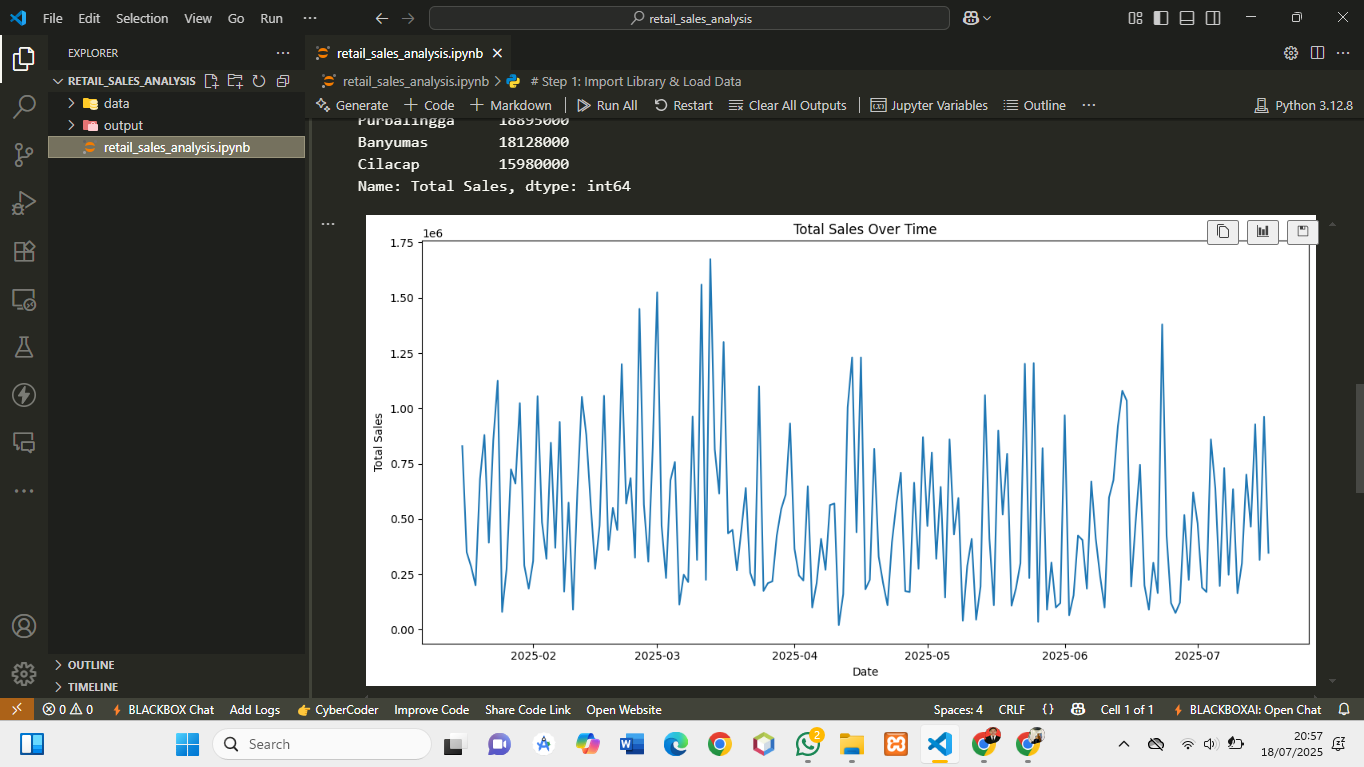 File Edit Selection View Go Run ···
retail_sales_analysis
EXPLORER
RETAIL_SALES_ANALYSIS
data
output
retail_sales_analysis.ipynb
OUTLINE
TIMELINE
retail_sales_analysis.ipynb
retail_sales_analysis.ipynb > # Step 1: Import Library & Load Data
Generate + Code + Markdown Run All Restart Clear All Outputs Jupyter Variables Outline ··· Python 3.12.8
Purbalingga 18895000
Banyumas 18128000
Cilacap 15980000
Name: Total Sales, dtype: int64
Total Sales Over Time
1e6
1.75
1.50
1.25
1.00
0.75
0.50
0.25
0.00
Total Sales
2025-02 2025-03 2025-04 2025-05 2025-06 2025-07
Date
0 0 BLACKBOX Chat Add Logs CyberCoder Improve Code Share Code Link Open Website Spaces: 4 CRLF {} Cell 1 of 1 BLACKBOXAI: Open Chat
Search
2
20:57
18/07/2025